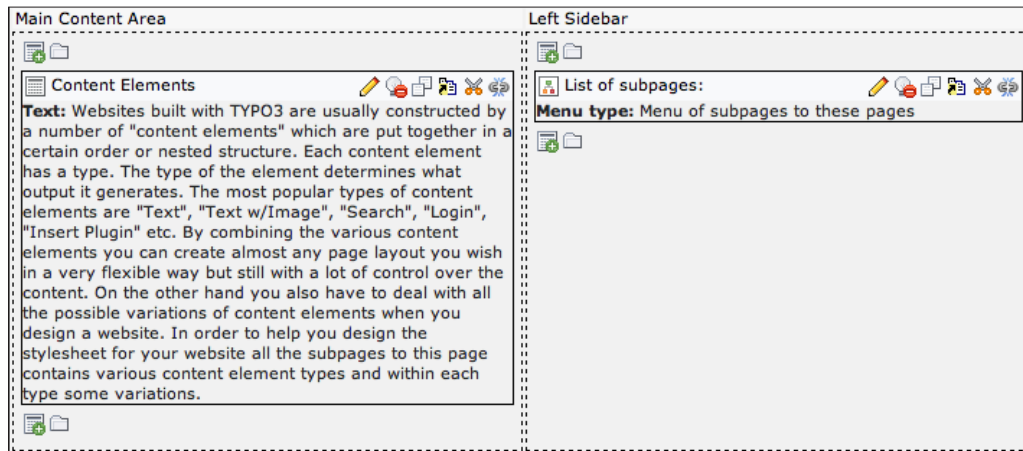 Main Content Area
Content Elements
Text: Websites built with TYPO3 are usually constructed by
a number of "content elements" which are put together in a
certain order or nested structure. Each content element
has a type. The type of the element determines what
output it generates. The most popular types of content
elements are "Text", "Text w/Image", "Search", "Login",
"Insert Plugin" etc. By combining the various content
elements you can create almost any page layout you wish
in a very flexible way but still with a lot of control over the
content. On the other hand you also have to deal with all
the possible variations of content elements when you
design a website. In order to help you design the
stylesheet for your website all the subpages to this page
contains various content element types and within each
type some variations.
Left Sidebar
List of subpages:
Menu type: Menu of subpages to these pages